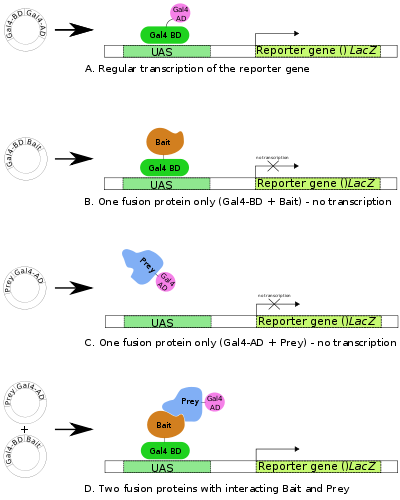 Gal4-BD Gal4-AD
Gal4 AD
Gal4 BD
UAS
Reporter gene () LacZ
A. Regular transcription of the reporter gene
Gal4-BD Bait
Bait
Gal4 BD
no transcription
UAS
Reporter gene ()LacZ
B. One fusion protein only (Gal4-BD + Bait) - no transcription
Prey Gal4-AD
Prey
Gal4 AD
no transcription
UAS
Reporter gene ()LacZ
C. One fusion protein only (Gal4-AD + Prey) - no transcription
Prey Gal4-AD
+
Gal4-BD Bait
Prey
Gal4 AD
Bait
Gal4 BD
UAS
Reporter gene ()LacZ
D. Two fusion proteins with interacting Bait and Prey